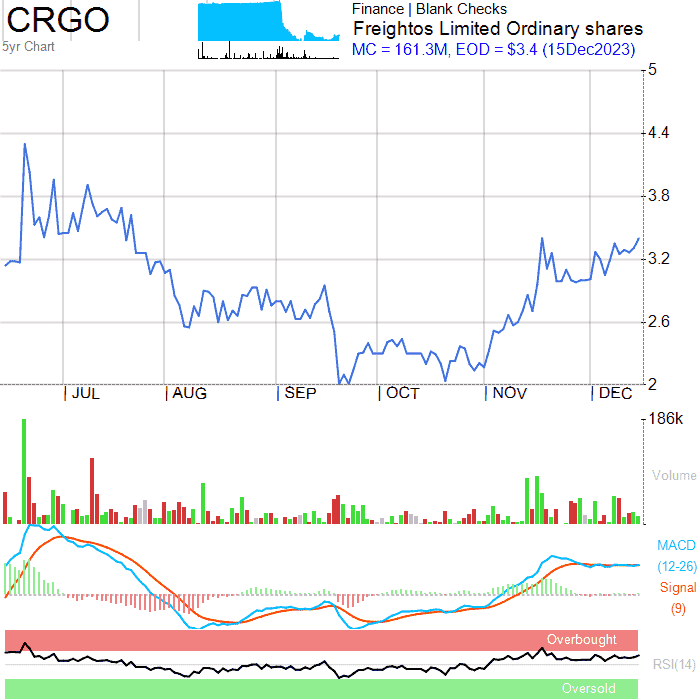 CRGO
5yr Chart
Finance | Blank Checks
Freightos Limited Ordinary shares
MC = 161.3M, EOD = $3.4 (15Dec2023)
5
4.4
3.8
3.2
2.6
2
JUL AUG SEP OCT NOV DEC
186k
Volume
MACD
(12-26)
Signal
(9)
Overbought
RSI(14)
Oversold